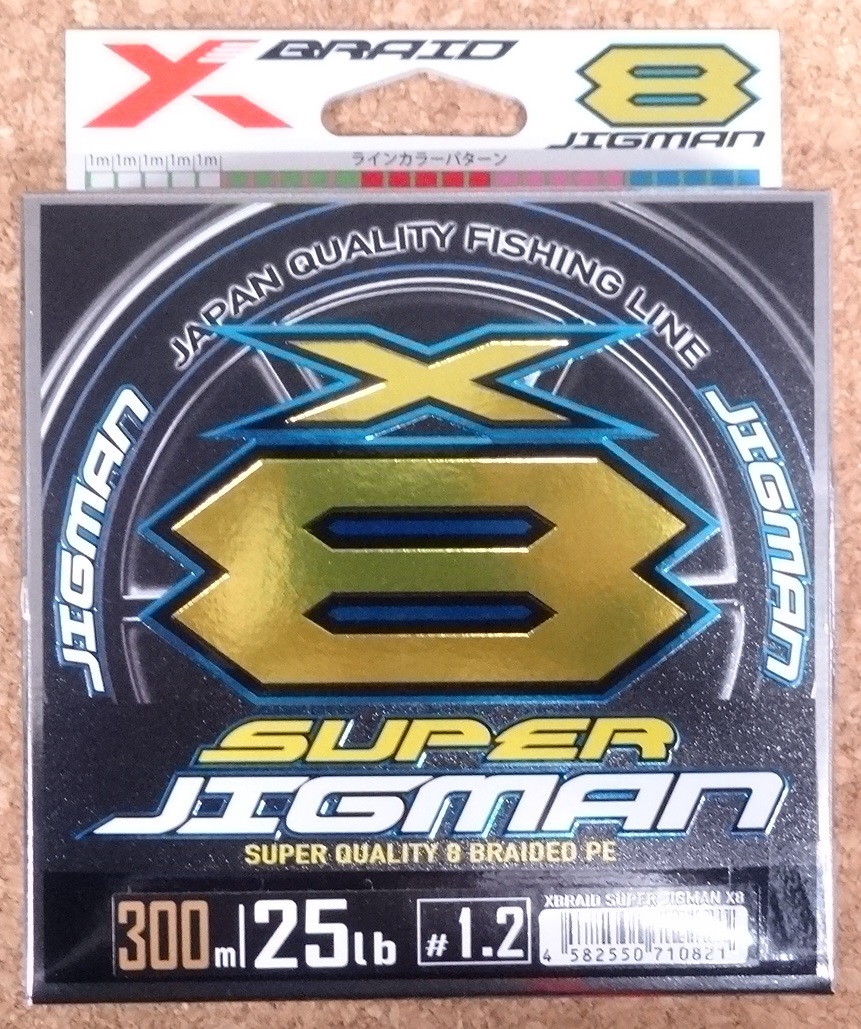 X BRAID
8
JIGMAN
1m 1m 1m 1m 1m
ラインカラーパターン
JAPAN QUALITY FISHING LINE
JIGMAN
JIGMAN
X
8
SUPER
JIGMAN
SUPER QUALITY 8 BRAIDED PE
300m 25lb #1.2
XBRAID SUPER JIGMAN X8
4 582550 710821